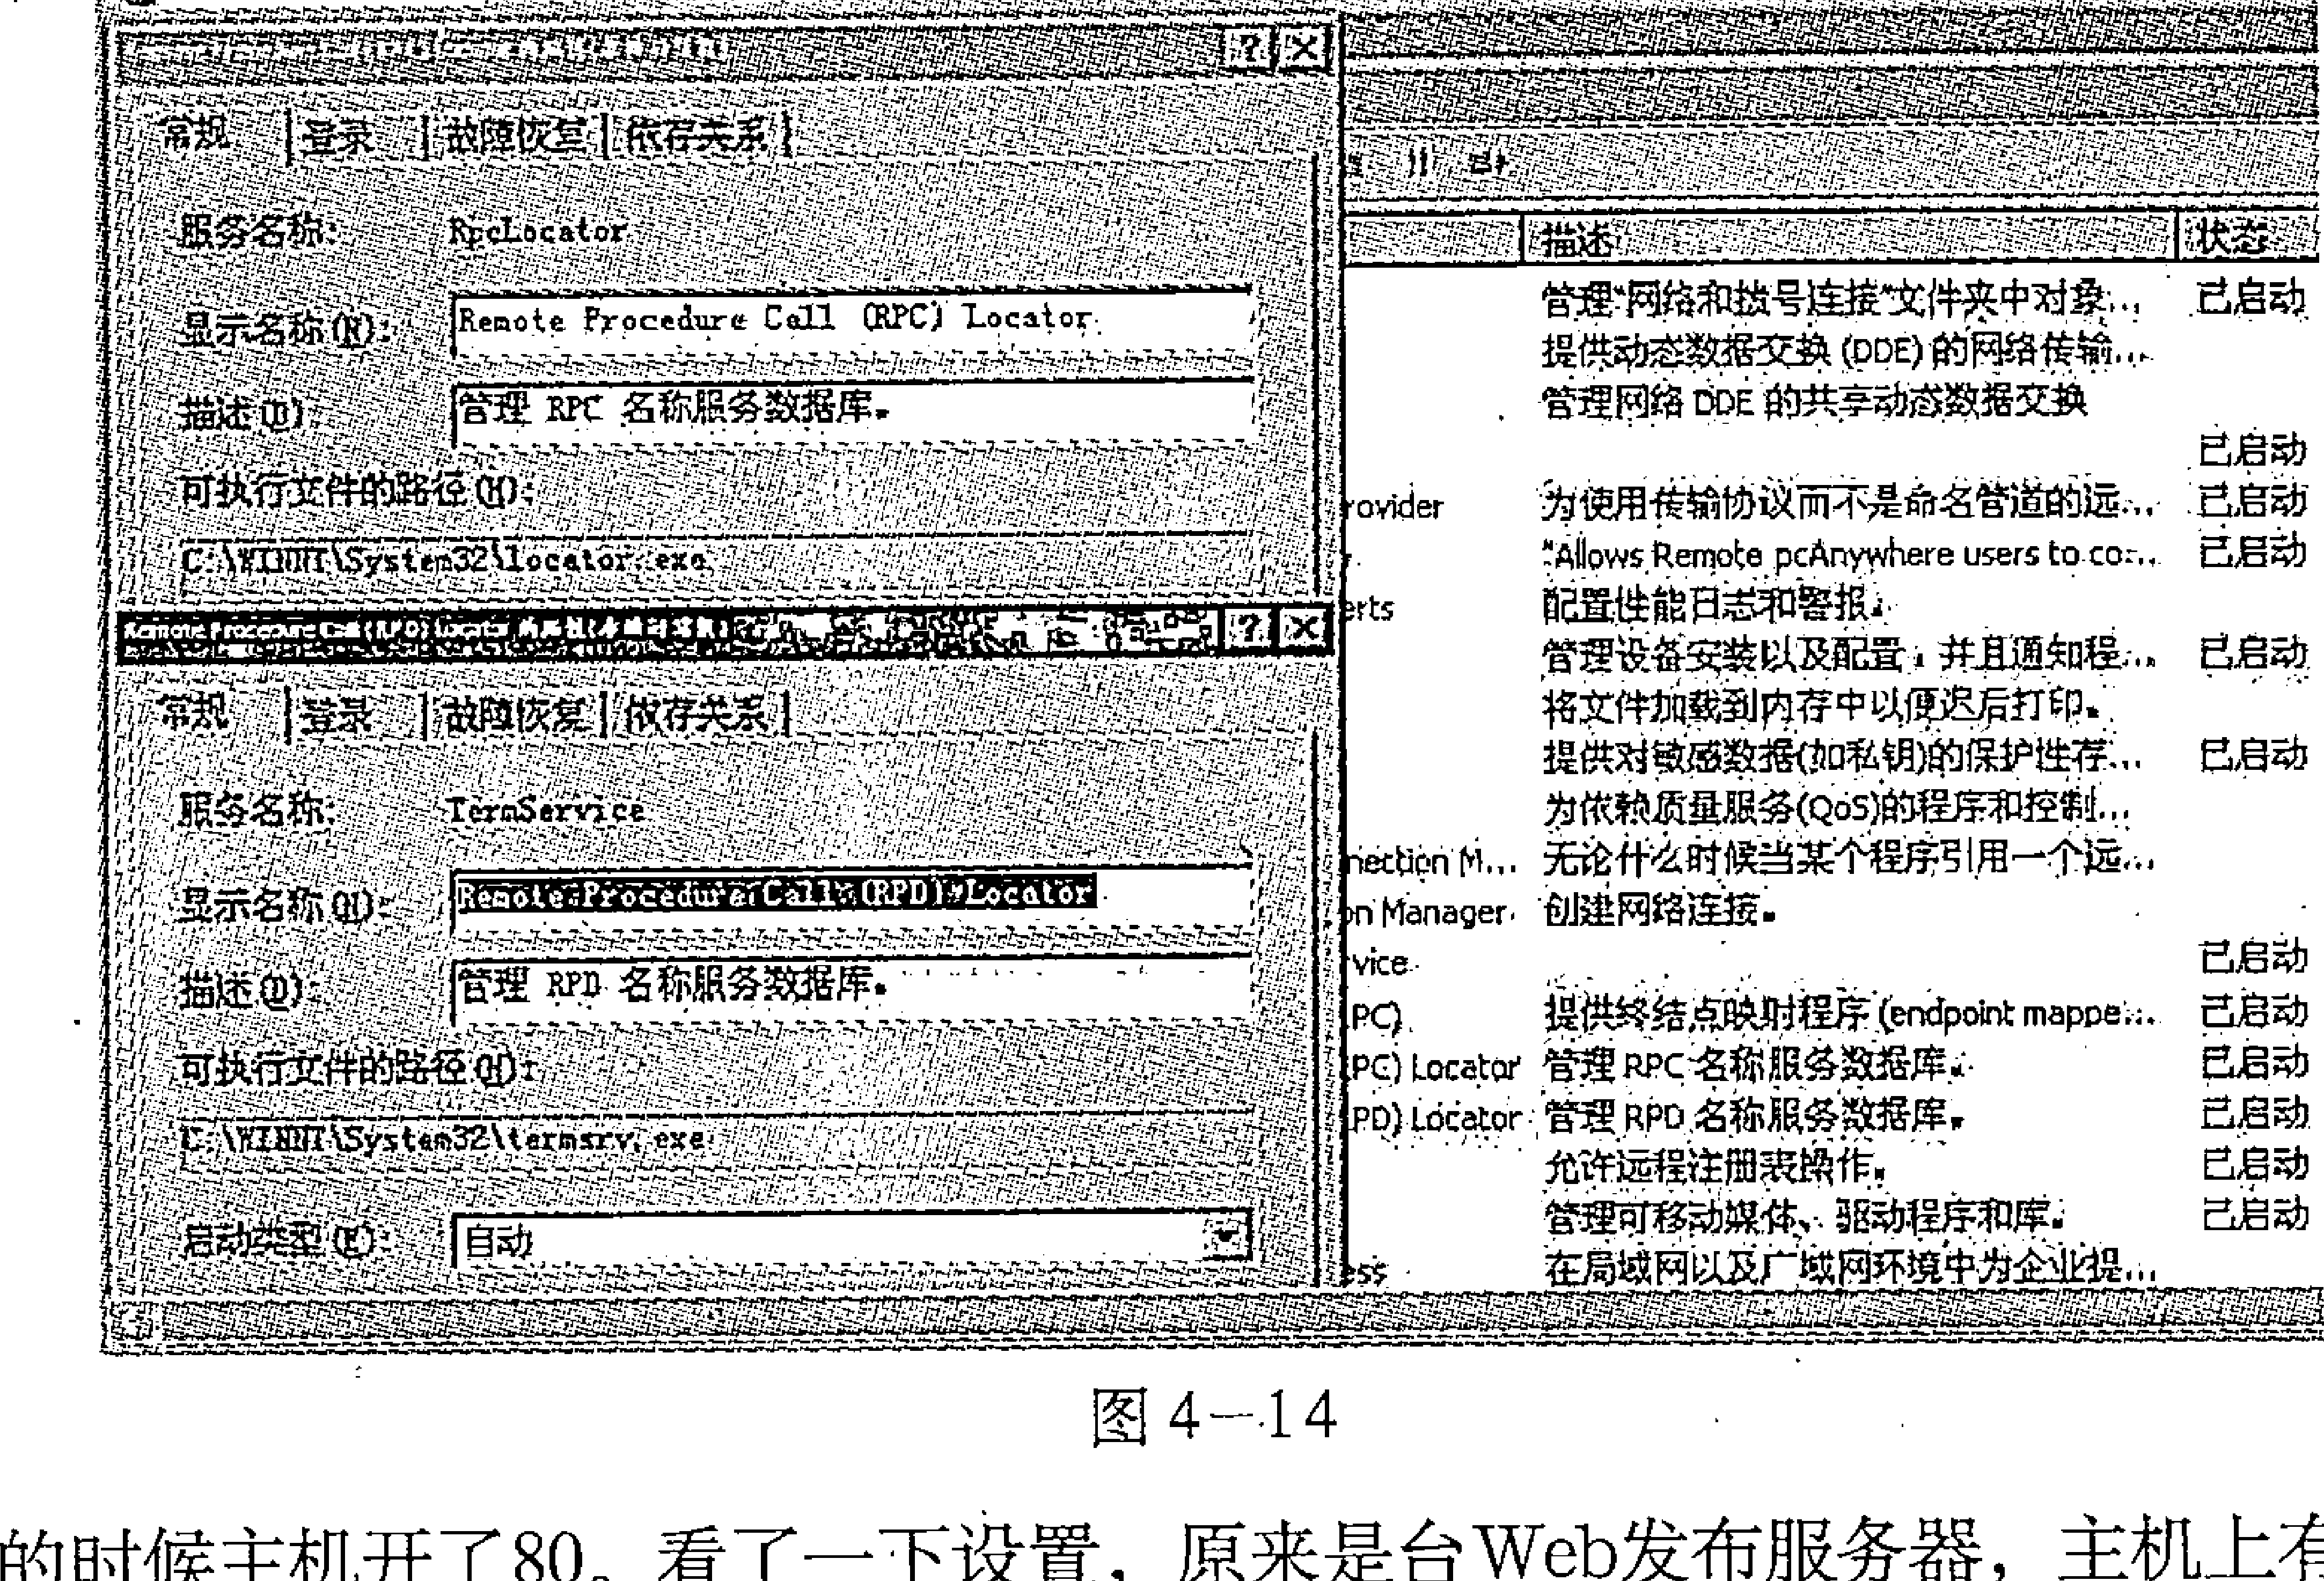 常规 登录 故障恢复 依存关系
服务名称: RpcLocator
显示名称(N): Remote Procedure Call (RPC) Locator
描述(D): 管理 RPC 名称服务数据库。
可执行文件的路径(H):
C:\WINNT\System32\locator.exe
常规 登录 故障恢复 依存关系
服务名称: TermService
显示名称(N): Remote Procedure Call (RPD) Locator
描述(D): 管理 RPD 名称服务数据库。
可执行文件的路径(H):
C:\WINNT\System32\termsrv.exe
启动类型(E): 自动
描述 状态
管理"网络和拨号连接"文件夹中对象... 已启动
提供动态数据交换 (DDE) 的网络传输...
管理网络 DDE 的共享动态数据交换
已启动
rovider 为使用传输协议而不是命名管道的远... 已启动
"Allows Remote pcAnywhere users to co... 已启动
erts 配置性能日志和警报。
管理设备安装以及配置，并且通知程... 已启动
将文件加载到内存中以便迟后打印。
提供对敏感数据(如私钥)的保护性存... 已启动
为依赖质量服务(QoS)的程序和控制...
nection M... 无论什么时候当某个程序引用一个远...
on Manager 创建网络连接。
vice 已启动
PC) 提供终结点映射程序 (endpoint mappe... 已启动
PC) Locator 管理 RPC 名称服务数据库。 已启动
PD) Locator 管理 RPD 名称服务数据库。 已启动
允许远程注册表操作。 已启动
管理可移动媒体、驱动程序和库。 已启动
ess 在局域网以及广域网环境中为企业提...
图 4－14
的时候主机开了80。看了一下设置，原来是台Web发布服务器，主机上有